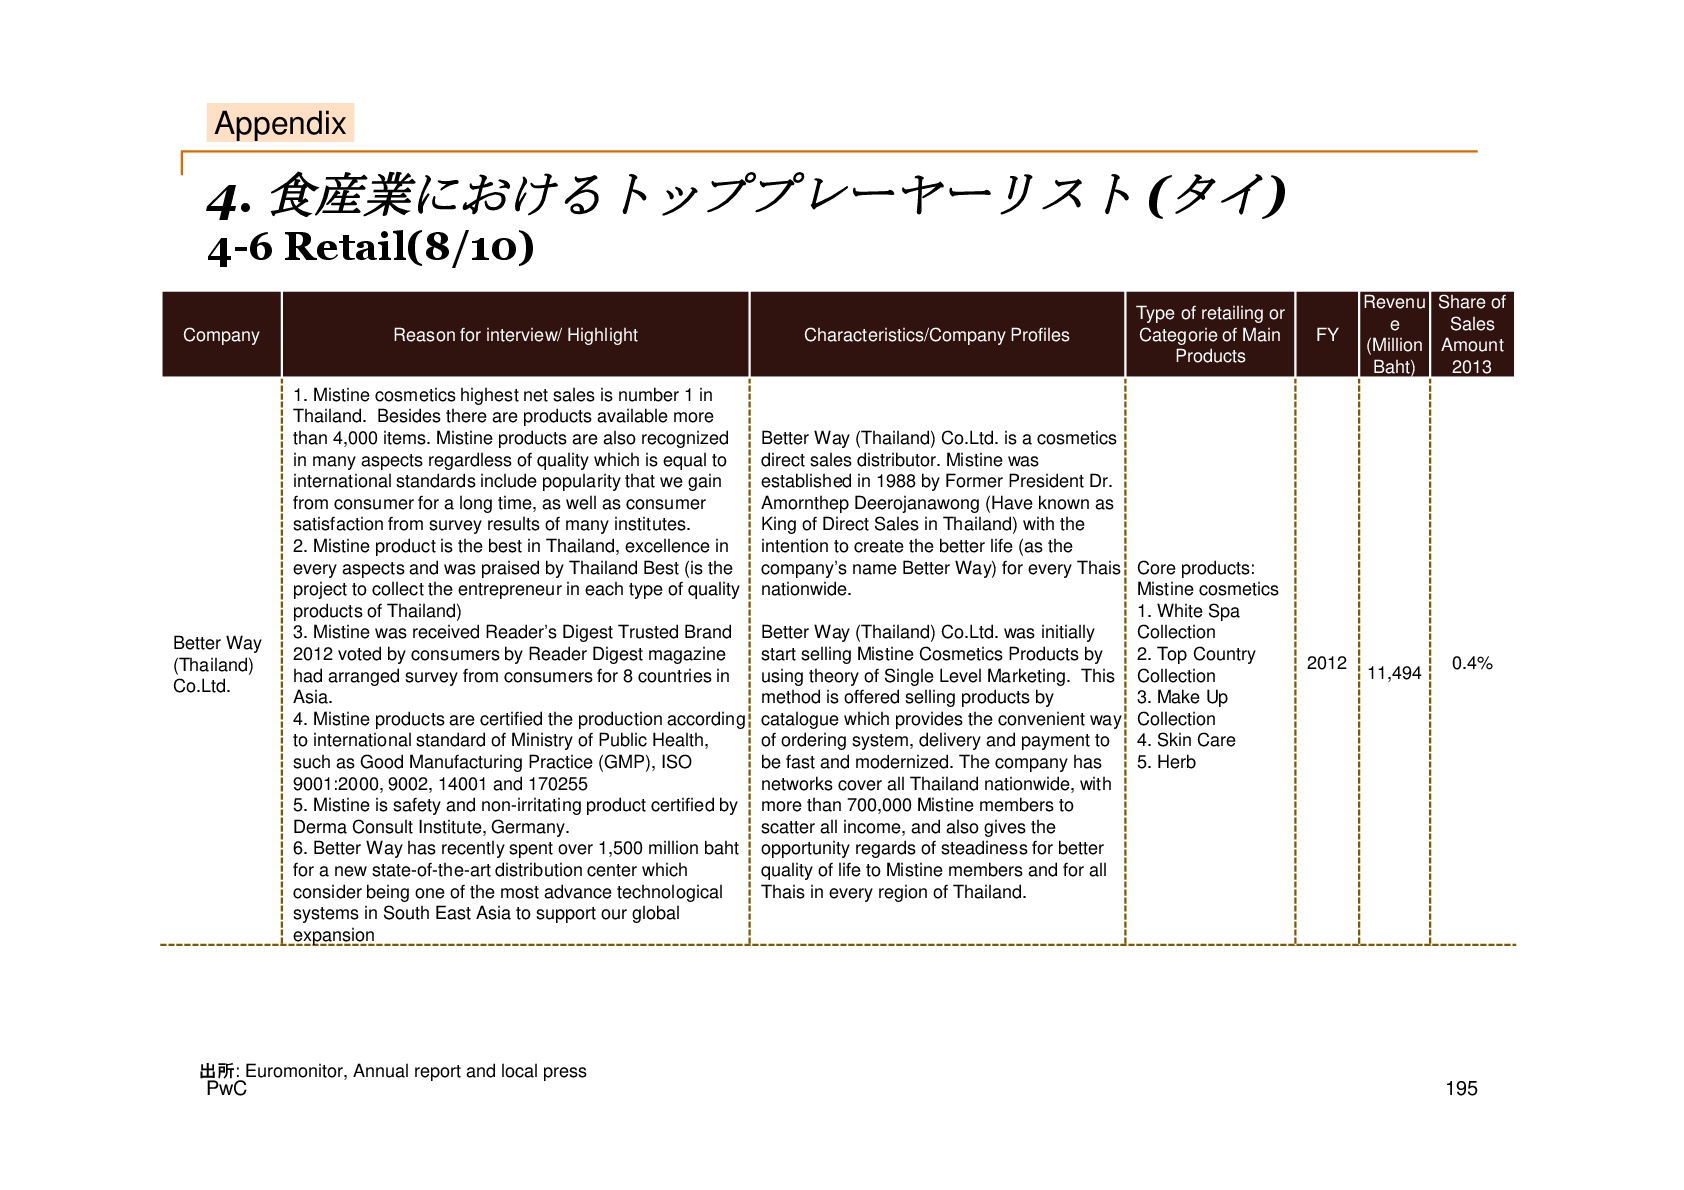 Appendix
4. 食産業におけるトッププレーヤーリスト(タイ)
4-6 Retail(8/10)
Company
Reason for interview/ Highlight
Characteristics/Company Profiles
Type of retailing or
Categorie of Main
Products
FY
Revenu
e
(Million
Baht)
Share of
Sales
Amount
2013
Better Way
(Thailand)
Co.Ltd.
1. Mistine cosmetics highest net sales is number 1 in
Thailand.  Besides there are products available more
than 4,000 items. Mistine products are also recognized
in many aspects regardless of quality which is equal to
international standards include popularity that we gain
from consumer for a long time, as well as consumer
satisfaction from survey results of many institutes.
2. Mistine product is the best in Thailand, excellence in
every aspects and was praised by Thailand Best (is the
project to collect the entrepreneur in each type of quality
products of Thailand)
3. Mistine was received Reader’s Digest Trusted Brand
2012 voted by consumers by Reader Digest magazine
had arranged survey from consumers for 8 countries in
Asia.
4. Mistine products are certified the production according
to international standard of Ministry of Public Health,
such as Good Manufacturing Practice (GMP), ISO
9001:2000, 9002, 14001 and 170255
5. Mistine is safety and non-irritating product certified by
Derma Consult Institute, Germany.
6. Better Way has recently spent over 1,500 million baht
for a new state-of-the-art distribution center which
consider being one of the most advance technological
systems in South East Asia to support our global
expansion
Better Way (Thailand) Co.Ltd. is a cosmetics
direct sales distributor. Mistine was
established in 1988 by Former President Dr.
Amornthep Deerojanawong (Have known as
King of Direct Sales in Thailand) with the
intention to create the better life (as the
company’s name Better Way) for every Thais
nationwide.
Better Way (Thailand) Co.Ltd. was initially
start selling Mistine Cosmetics Products by
using theory of Single Level Marketing.  This
method is offered selling products by
catalogue which provides the convenient way
of ordering system, delivery and payment to
be fast and modernized. The company has
networks cover all Thailand nationwide, with
more than 700,000 Mistine members to
scatter all income, and also gives the
opportunity regards of steadiness for better
quality of life to Mistine members and for all
Thais in every region of Thailand.
Core products:
Mistine cosmetics
1. White Spa
Collection
2. Top Country
Collection
3. Make Up
Collection
4. Skin Care
5. Herb
2012
11,494
0.4%
出所: Euromonitor, Annual report and local press
PwC
195